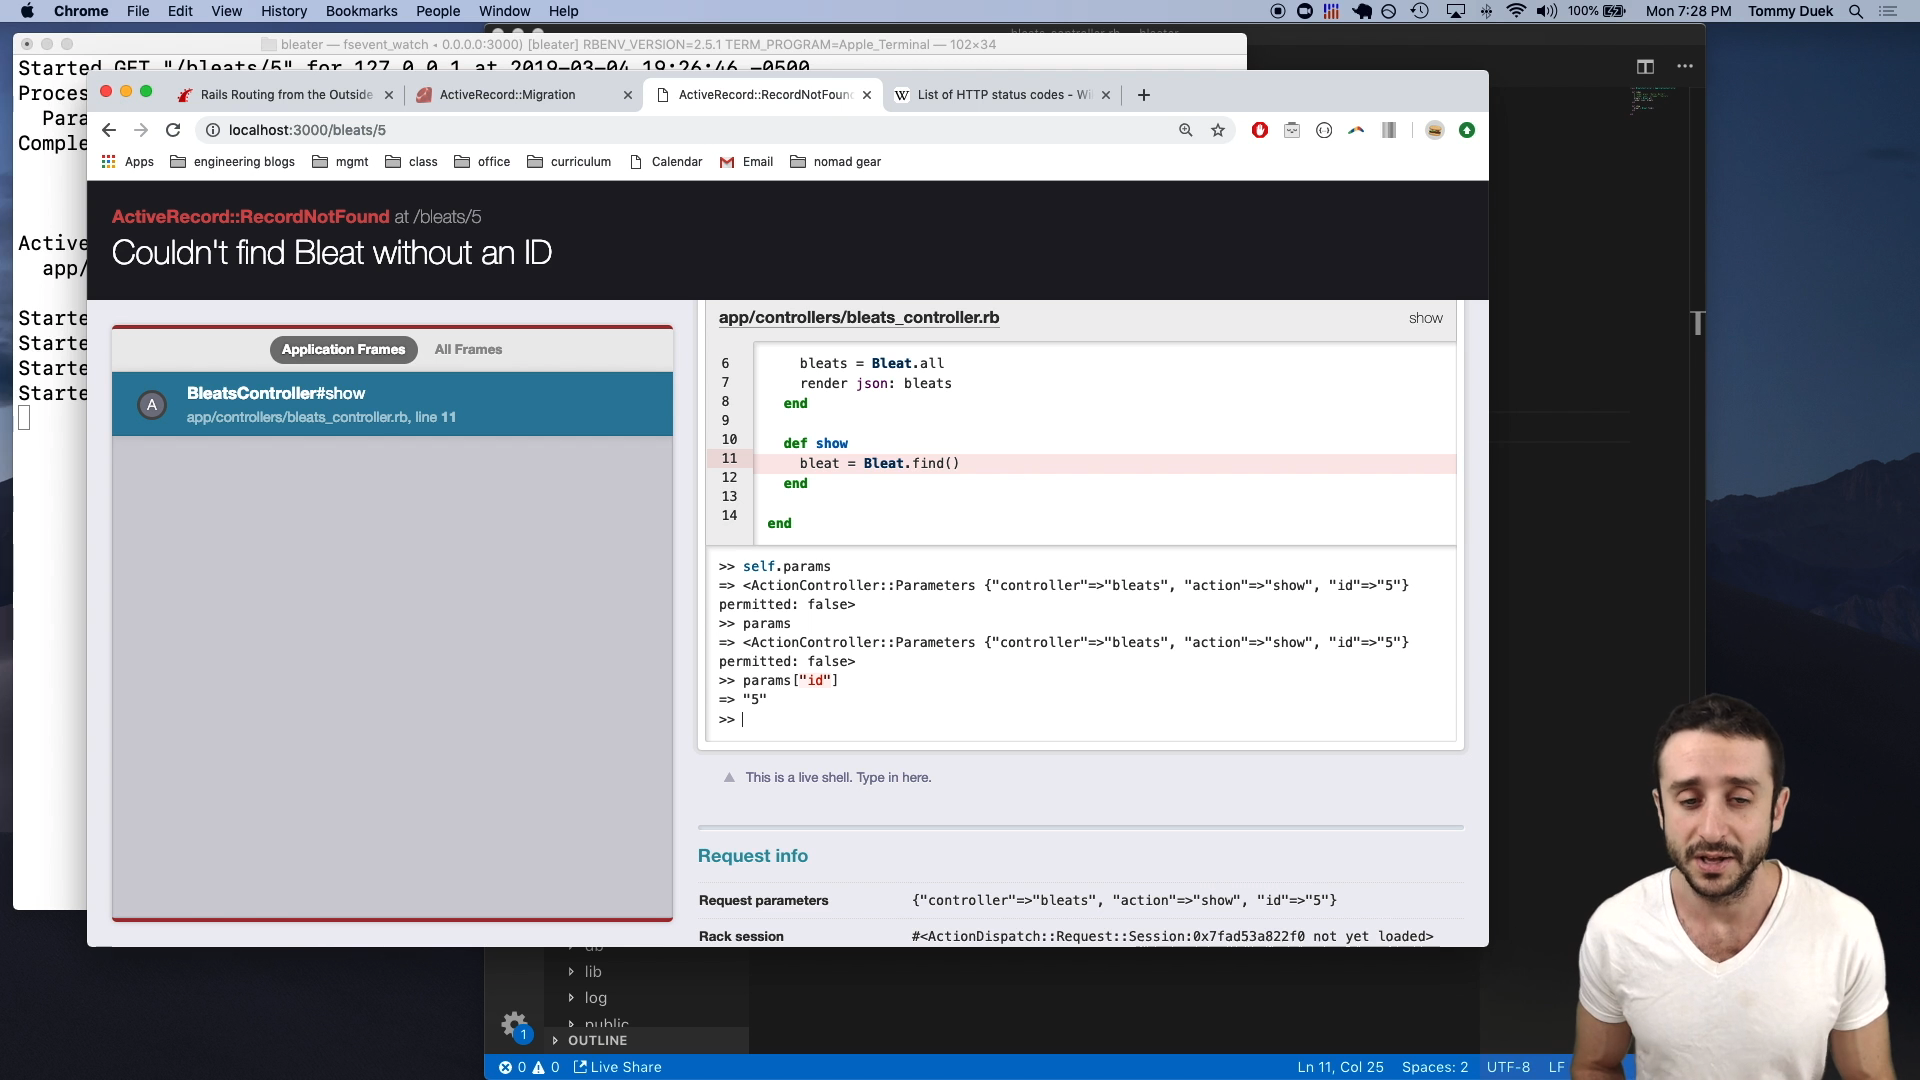 Chrome File Edit View History Bookmarks People Window Help 100% Mon 7:28 PM Tommy Duek
bleater — fsevent_watch ◂ 0.0.0.0:3000) [bleater] RBENV_VERSION=2.5.1 TERM_PROGRAM=Apple_Terminal — 102×34
Started GET "/bleats/5" for 127.0.0.1 at 2019-03-04 19:26:46 -0500
Proces
Para
Comple
Active
app/
Starte
Starte
Starte
Starte
Rails Routing from the Outside
ActiveRecord::Migration
ActiveRecord::RecordNotFound
W List of HTTP status codes - Wi
localhost:3000/bleats/5
Apps engineering blogs mgmt class office curriculum Calendar Email nomad gear
ActiveRecord::RecordNotFound at /bleats/5
Couldn't find Bleat without an ID
Application Frames All Frames
A BleatsController#show
app/controllers/bleats_controller.rb, line 11
app/controllers/bleats_controller.rb show
6 bleats = Bleat.all
7 render json: bleats
8 end
9
10 def show
11 bleat = Bleat.find()
12 end
13
14 end
>> self.params
=> <ActionController::Parameters {"controller"=>"bleats", "action"=>"show", "id"=>"5"}
permitted: false>
>> params
=> <ActionController::Parameters {"controller"=>"bleats", "action"=>"show", "id"=>"5"}
permitted: false>
>> params["id"]
=> "5"
>>
This is a live shell. Type in here.
Request info
Request parameters {"controller"=>"bleats", "action"=>"show", "id"=>"5"}
Rack session #<ActionDispatch::Request::Session:0x7fad53a822f0 not yet loaded>
lib
log
public
OUTLINE
1
0 0 Live Share Ln 11, Col 25 Spaces: 2 UTF-8 LF